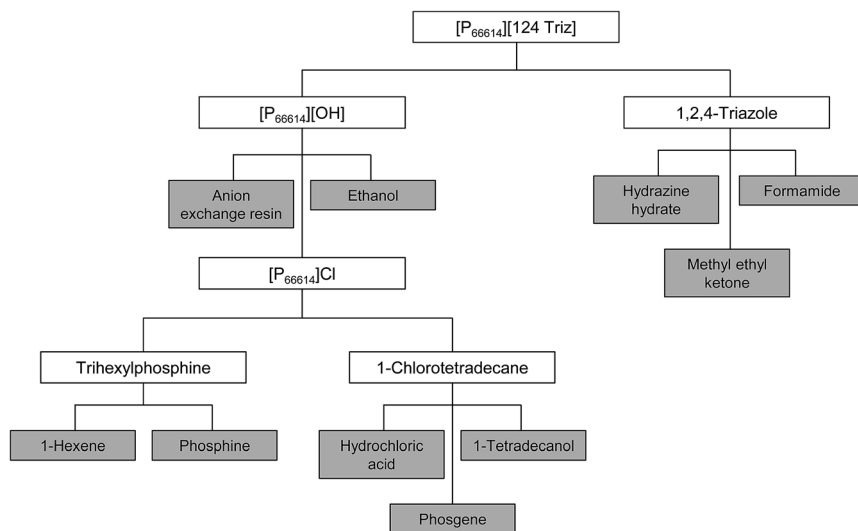 [P₆₆₆₁₄][124 Triz]
[P₆₆₆₁₄][OH]
1,2,4-Triazole
Anion
exchange resin
Ethanol
Hydrazine
hydrate
Formamide
Methyl ethyl
ketone
[P₆₆₆₁₄]Cl
Trihexylphosphine
1-Chlorotetradecane
1-Hexene
Phosphine
Hydrochloric
acid
1-Tetradecanol
Phosgene